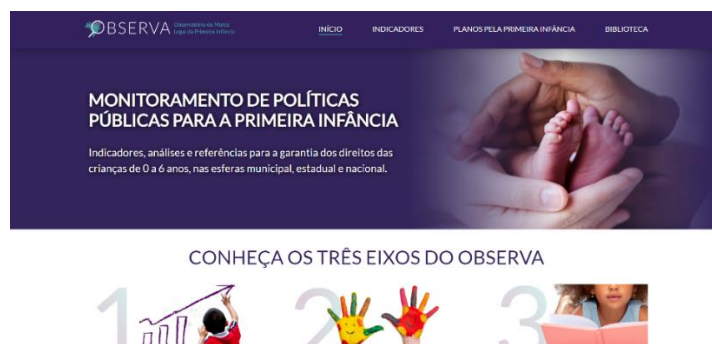 OBSERVA Observatório do Marco
Legal da Primeira Infância
INÍCIO INDICADORES PLANOS PELA PRIMEIRA INFÂNCIA BIBLIOTECA
MONITORAMENTO DE POLÍTICAS
PÚBLICAS PARA A PRIMEIRA INFÂNCIA
Indicadores, análises e referências para a garantia dos direitos das
crianças de 0 a 6 anos, nas esferas municipal, estadual e nacional.
CONHEÇA OS TRÊS EIXOS DO OBSERVA
1 2 3